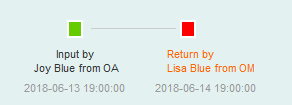 Input by
Joy Blue from OA
2018-06-13 19:00:00
Return by
Lisa Blue from OM
2018-06-14 19:00:00